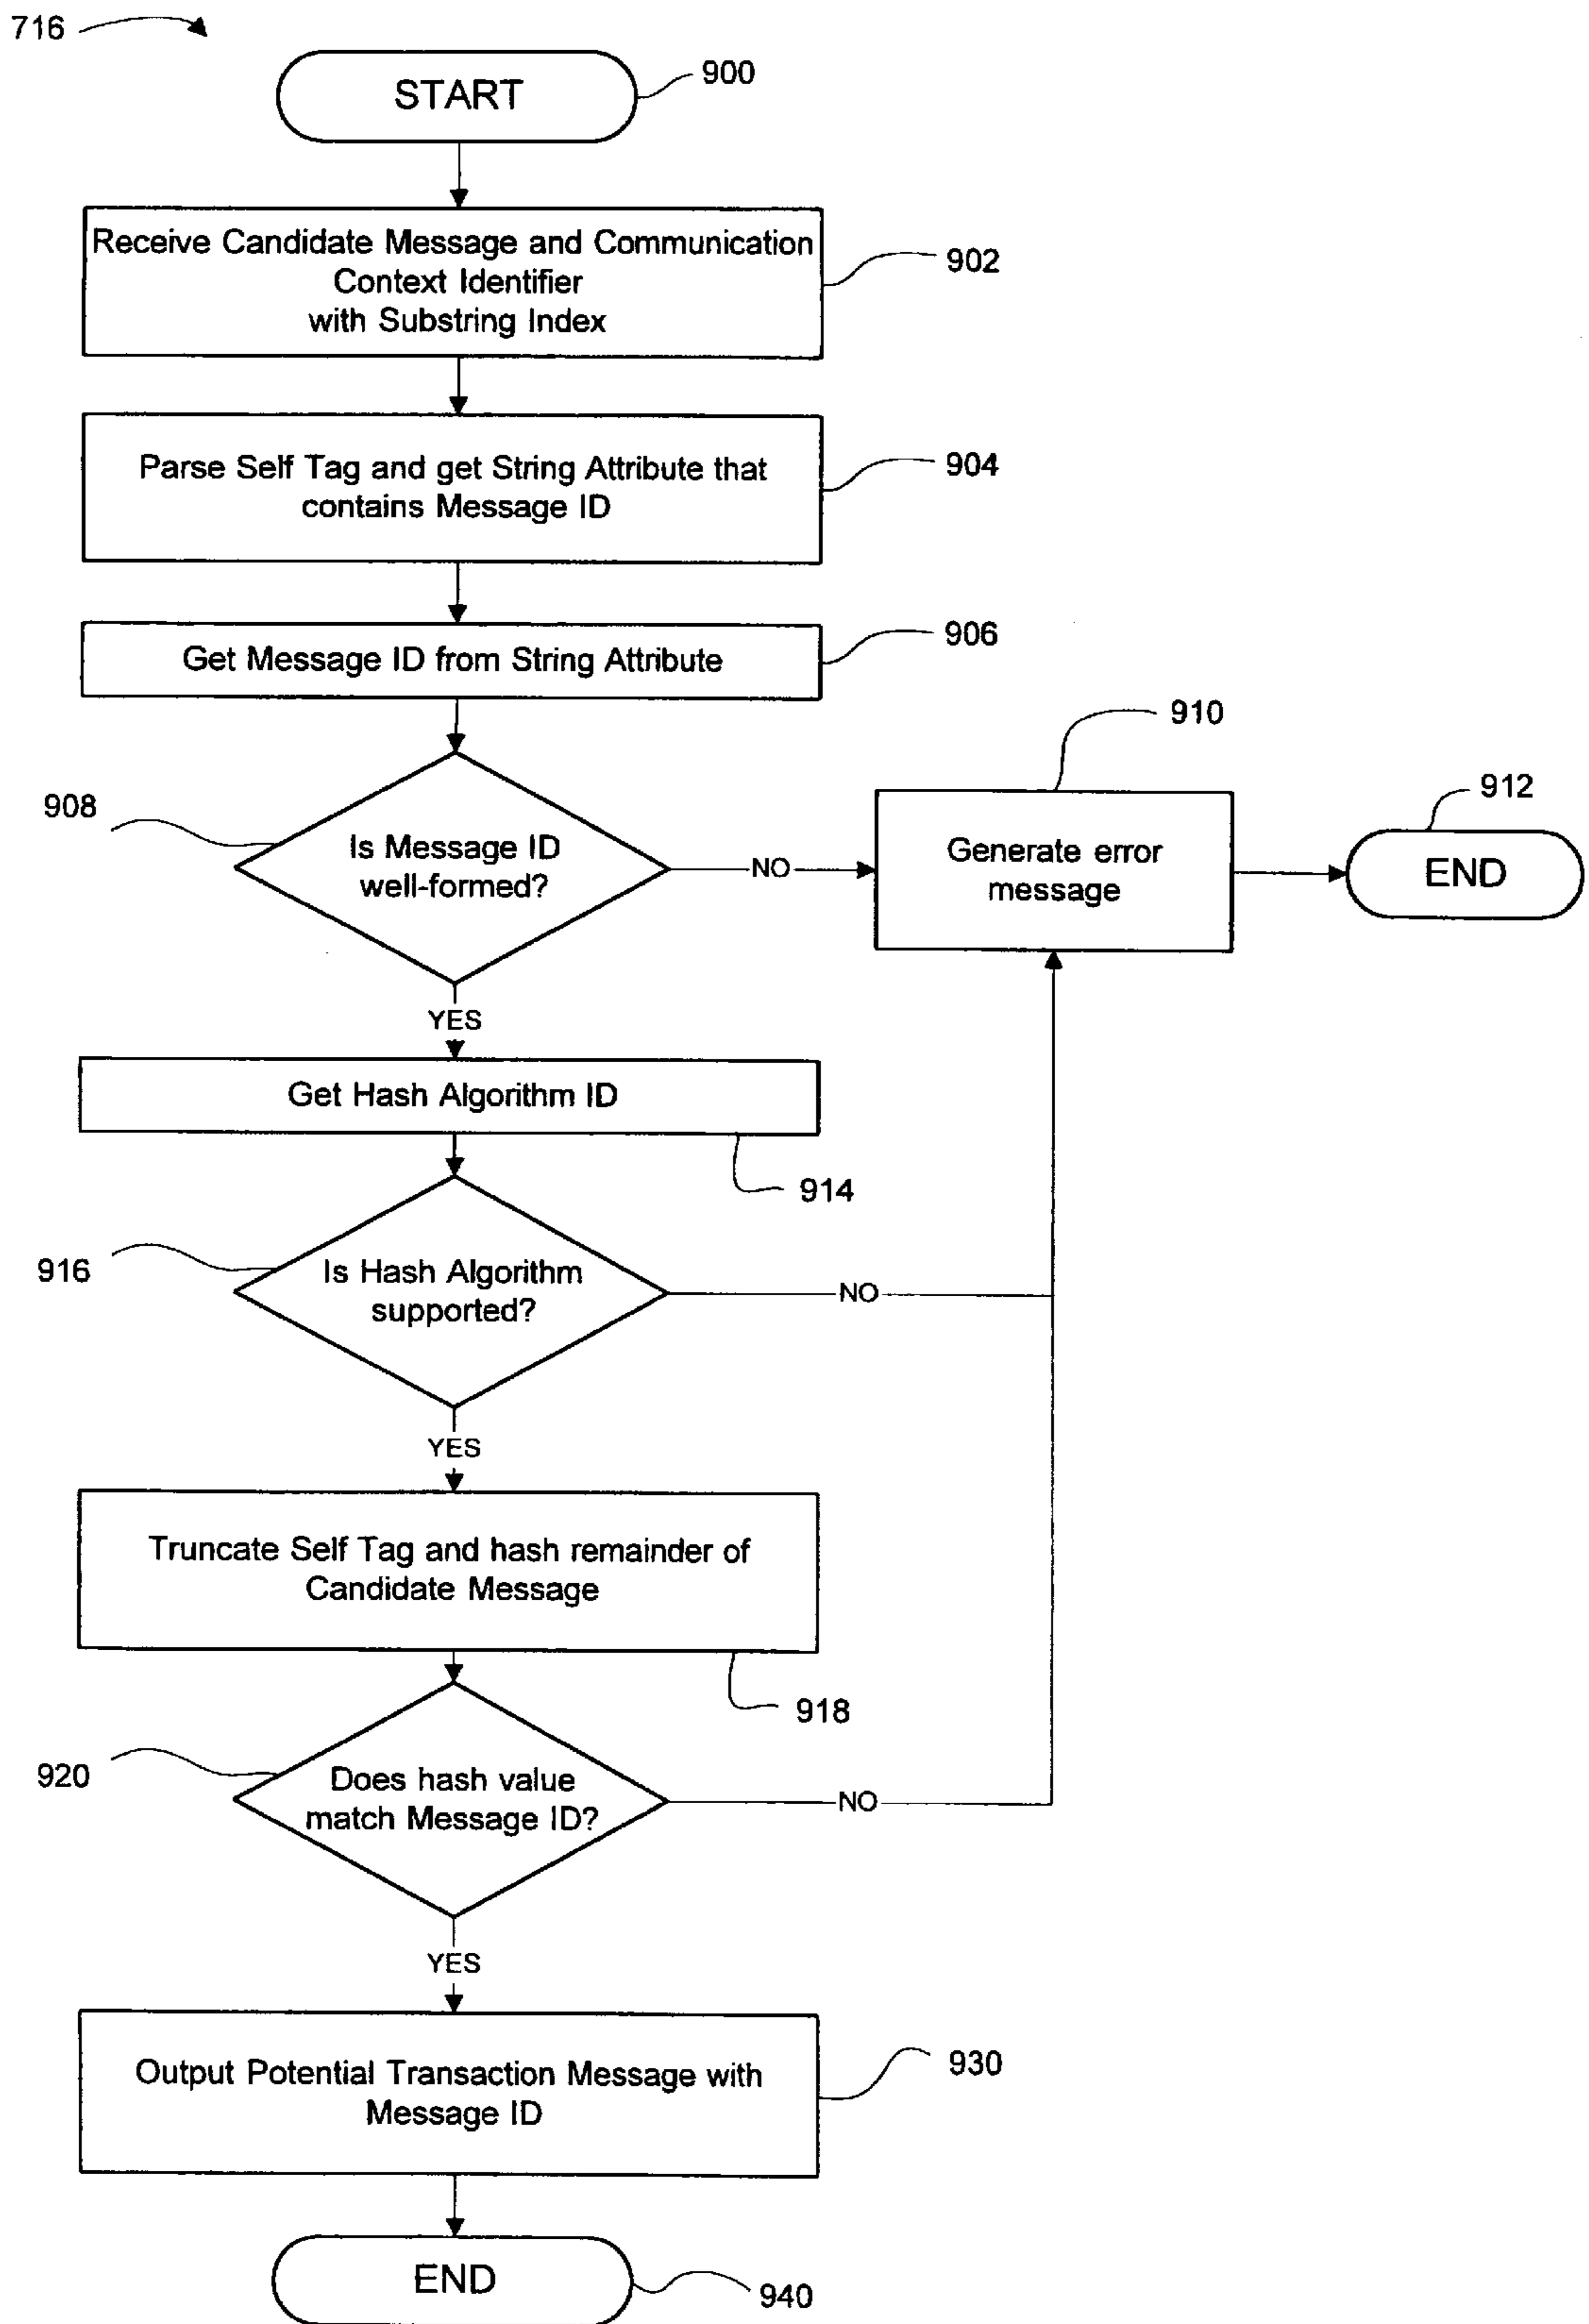 716
START
900
Receive Candidate Message and Communication
Context Identifier
with Substring Index
902
Parse Self Tag and get String Attribute that
contains Message ID
904
Get Message ID from String Attribute
906
908
Is Message ID
well-formed?
NO
910
Generate error
message
912
END
YES
Get Hash Algorithm ID
914
916
Is Hash Algorithm
supported?
NO
YES
Truncate Self Tag and hash remainder of
Candidate Message
918
920
Does hash value
match Message ID?
NO
YES
Output Potential Transaction Message with
Message ID
930
END
940